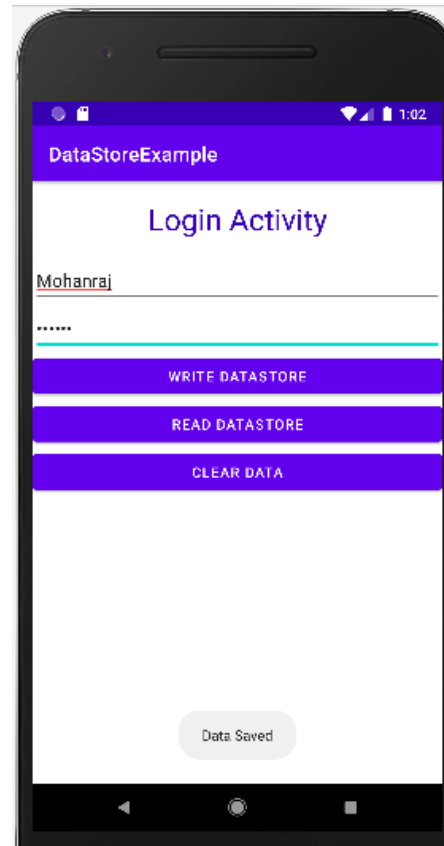 1:02
DataStoreExample
Login Activity
Mohanraj
••••••
WRITE DATASTORE
READ DATASTORE
CLEAR DATA
Data Saved